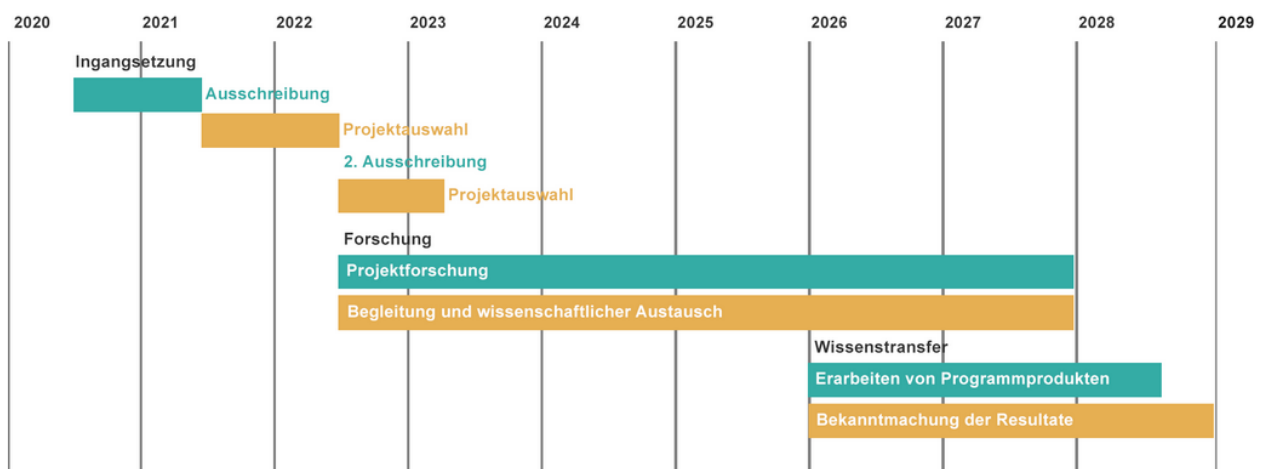 2020 2021 2022 2023 2024 2025 2026 2027 2028 2029
Ingangsetzung
Ausschreibung
Projektauswahl
2. Ausschreibung
Projektauswahl
Forschung
Projektforschung
Begleitung und wissenschaftlicher Austausch
Wissenstransfer
Erarbeiten von Programmprodukten
Bekanntmachung der Resultate